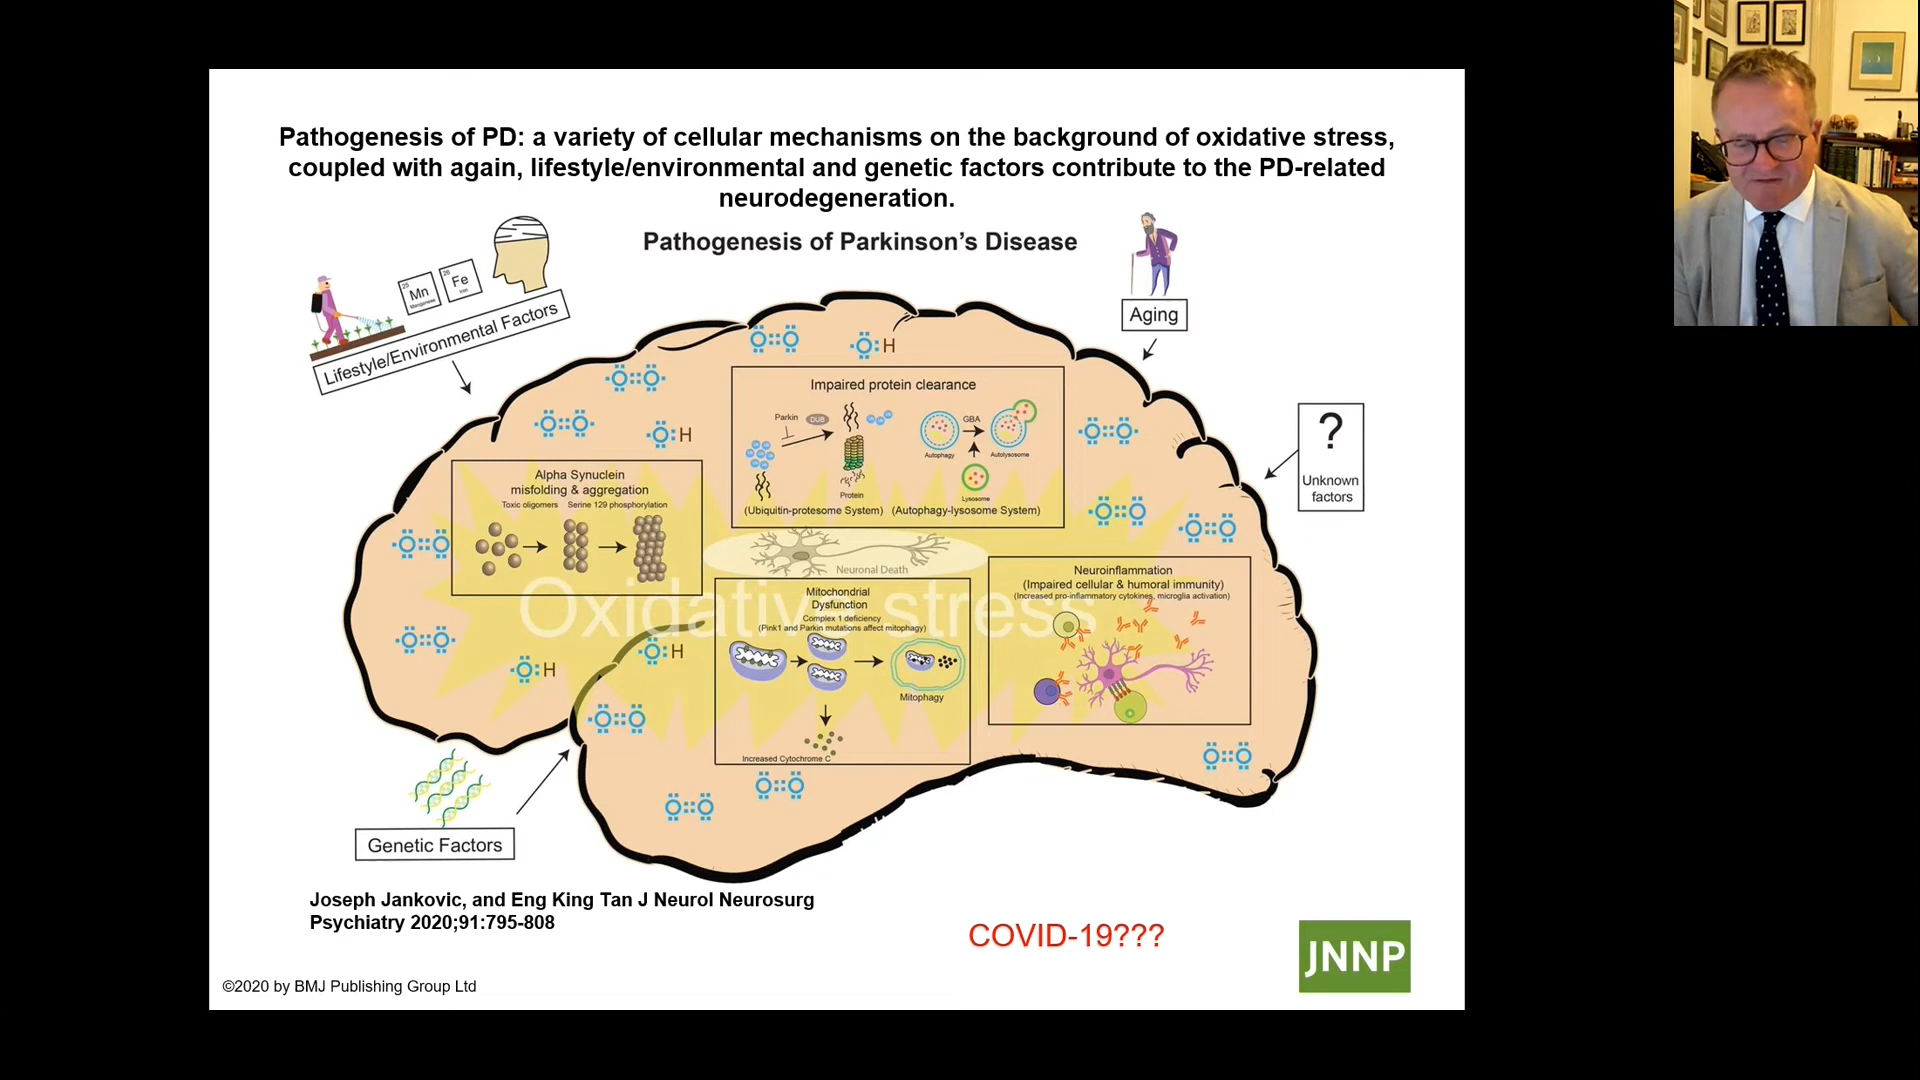 Pathogenesis of PD: a variety of cellular mechanisms on the background of oxidative stress,
coupled with again, lifestyle/environmental and genetic factors contribute to the PD-related
neurodegeneration.
Pathogenesis of Parkinson's Disease
25
Mn
Manganese
26
Fe
Iron
Lifestyle/Environmental Factors
Aging
?
Unknown
factors
H
H
H
H
Impaired protein clearance
Parkin
DUB
GBA
Autophagy
Autolysosome
Protein
Lysosome
(Ubiquitin-protesome System)
(Autophagy-lysosome System)
Alpha Synuclein
misfolding & aggregation
Toxic oligomers
Serine 129 phosphorylation
Neuronal Death
Oxidative stress
Mitochondrial
Dysfunction
Complex 1 deficiency
(Pink1 and Parkin mutations affect mitophagy)
Mitophagy
Increased Cytochrome C
Neuroinflammation
(Impaired cellular & humoral immunity)
(Increased pro-inflammatory cytokines, microglia activation)
Genetic Factors
Joseph Jankovic, and Eng King Tan J Neurol Neurosurg
Psychiatry 2020;91:795-808
COVID-19???
JNNP
©2020 by BMJ Publishing Group Ltd